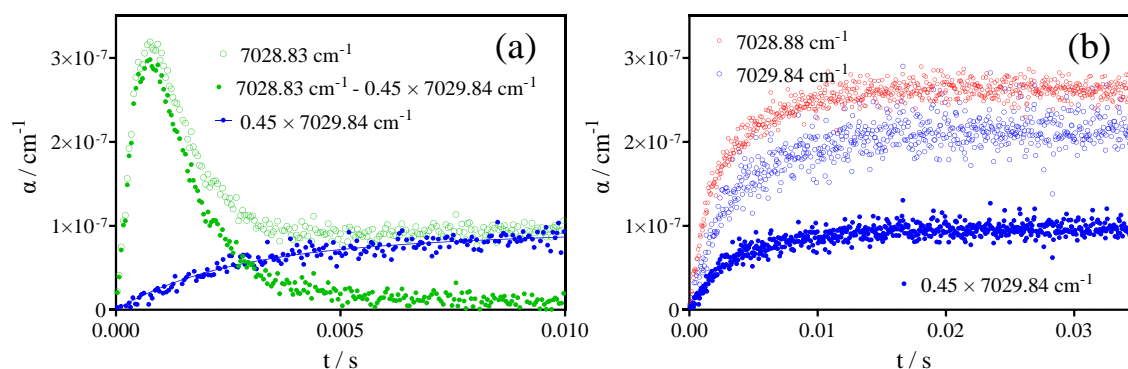 (a)
7028.83 cm⁻¹
7028.83 cm⁻¹ - 0.45 × 7029.84 cm⁻¹
0.45 × 7029.84 cm⁻¹
3×10⁻⁷
2×10⁻⁷
1×10⁻⁷
0
α / cm⁻¹
0.000 0.005 0.010
t / s
(b)
7028.88 cm⁻¹
7029.84 cm⁻¹
0.45 × 7029.84 cm⁻¹
3×10⁻⁷
2×10⁻⁷
1×10⁻⁷
0
α / cm⁻¹
0.00 0.01 0.02 0.03
t / s